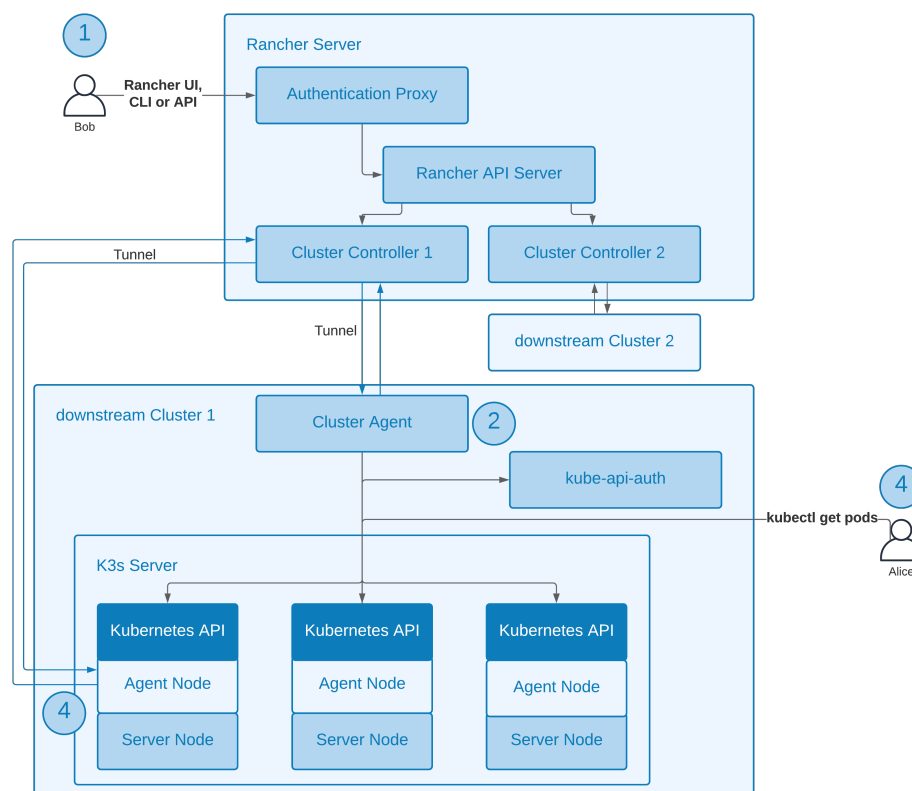 1
Rancher Server
Rancher UI,
CLI or API
Authentication Proxy
Bob
Rancher API Server
Cluster Controller 1
Cluster Controller 2
Tunnel
Tunnel
downstream Cluster 2
downstream Cluster 1
Cluster Agent
2
kube-api-auth
4
kubectl get pods
Alice
K3s Server
Kubernetes API
Kubernetes API
Kubernetes API
Agent Node
Agent Node
Agent Node
4
Server Node
Server Node
Server Node